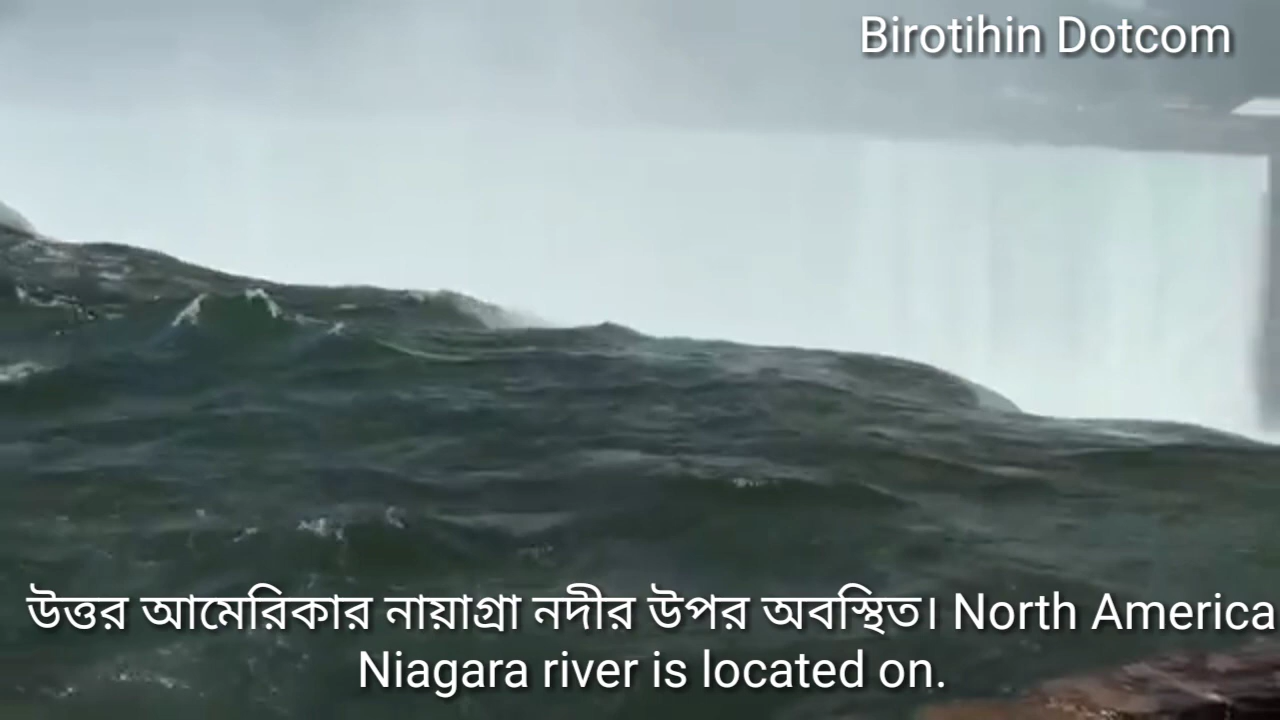 Birotihin Dotcom
উত্তর আমেরিকার নায়াগ্রা নদীর উপর অবস্থিত। North America
Niagara river is located on.